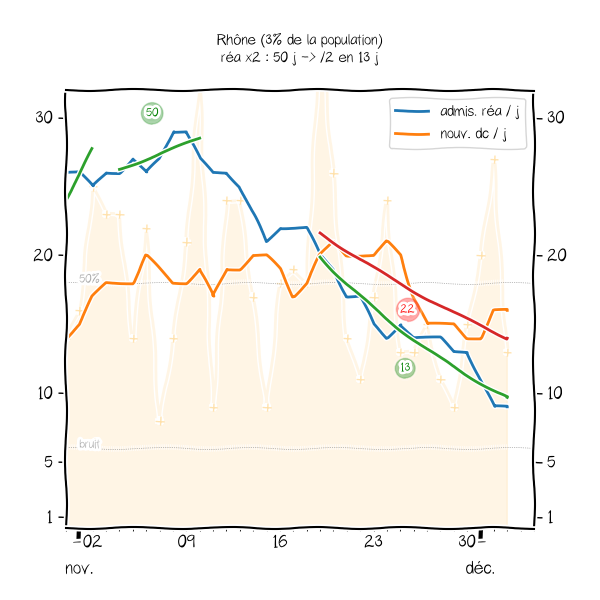 Rhône (3% de la population)
réa x2 : 50 j -> /2 en 13 j
admis. réa / j
nouv. dc / j
30
30
50
20
20
50%
22
13
10
10
bruit
5
5
1
1
02
09
16
23
30
nov.
déc.